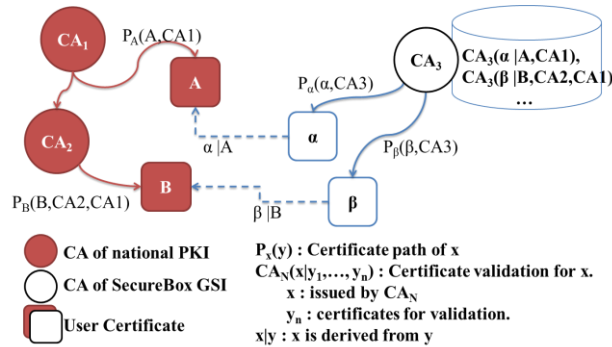 CA1
PA(A,CA1)
A
CA3
CA3(α |A,CA1),
CA3(β |B,CA2,CA1)
...
Pα(α,CA3)
CA2
α |A
α
Pβ(β,CA3)
PB(B,CA2,CA1)
B
β |B
β
CA of national PKI
CA of SecureBox GSI
User Certificate
Px(y) : Certificate path of x
CAN(x|y1,…, yn) : Certificate validation for x.
x : issued by CAN
yn : certificates for validation.
x|y : x is derived from y